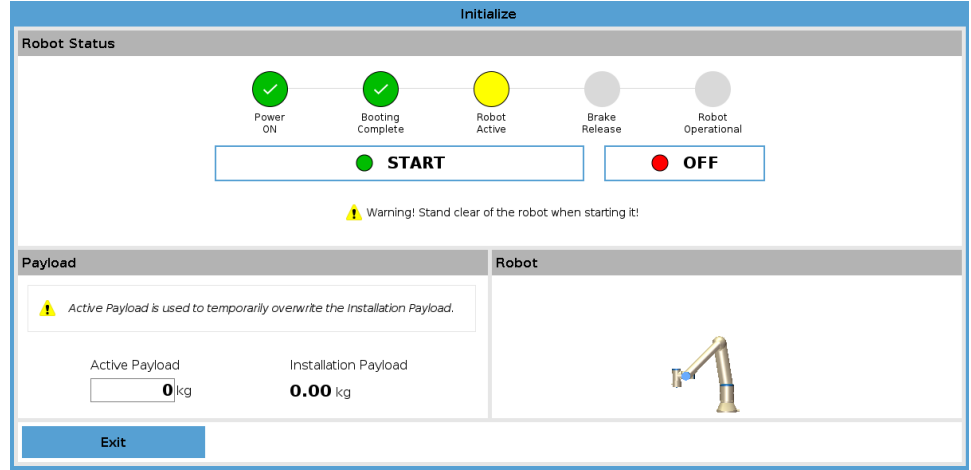 Initialize
Robot Status
Power
ON
Booting
Complete
Robot
Active
Brake
Release
Robot
Operational
START
OFF
Warning! Stand clear of the robot when starting it!
Payload
Robot
Active Payload is used to temporarily overwrite the Installation Payload.
Active Payload
Installation Payload
0 kg
0.00 kg
Exit